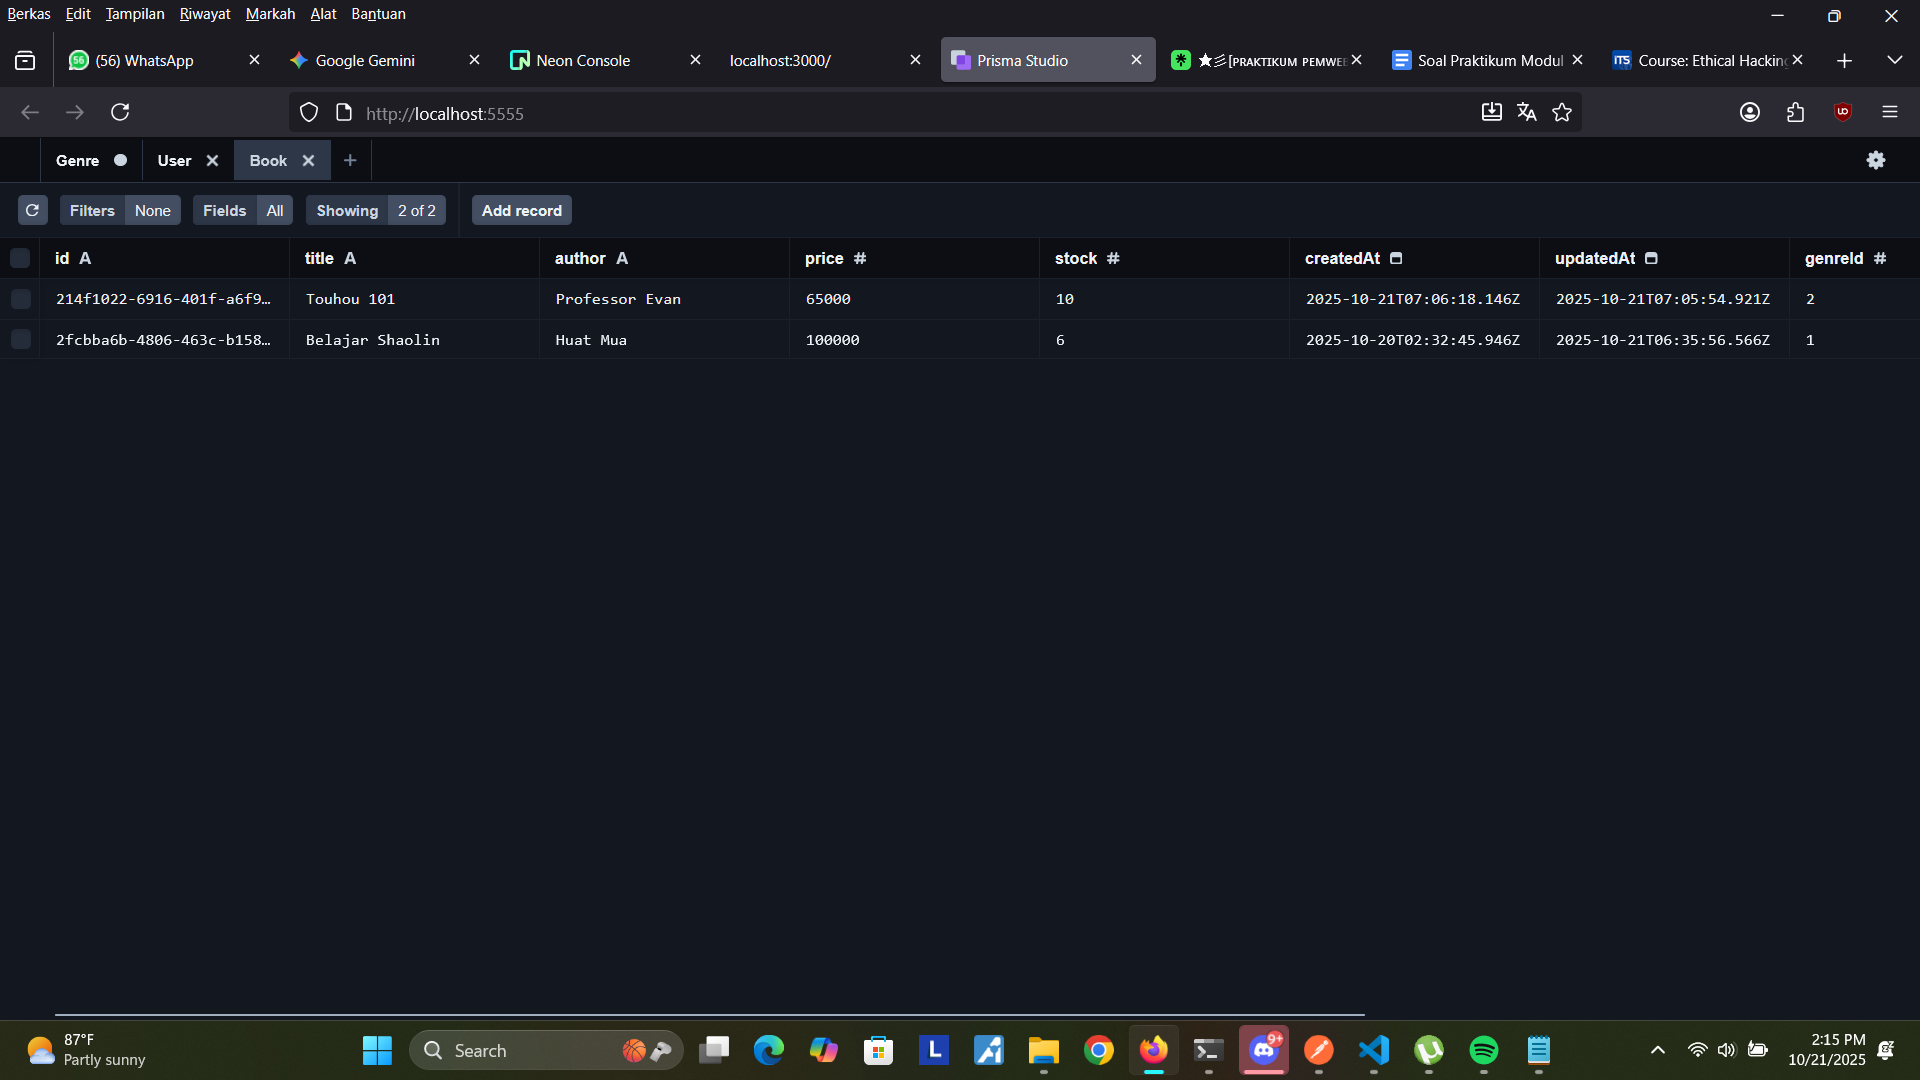 Berkas Edit Tampilan Riwayat Markah Alat Bantuan
(56) WhatsApp Google Gemini Neon Console localhost:3000/ Prisma Studio ★彡[ᴘʀᴀᴋᴛɪᴋᴜᴍ ᴘᴇᴍᴡᴇ Soal Praktikum Modul Course: Ethical Hacking
http://localhost:5555
Genre User Book
Filters None Fields All Showing 2 of 2 Add record
id A title A author A price # stock # createdAt updatedAt genreId #
214f1022-6916-401f-a6f9… Touhou 101 Professor Evan 65000 10 2025-10-21T07:06:18.146Z 2025-10-21T07:05:54.921Z 2
2fcbba6b-4806-463c-b158… Belajar Shaolin Huat Mua 100000 6 2025-10-20T02:32:45.946Z 2025-10-21T06:35:56.566Z 1
87°F
Partly sunny
Search
9+
2:15 PM
10/21/2025